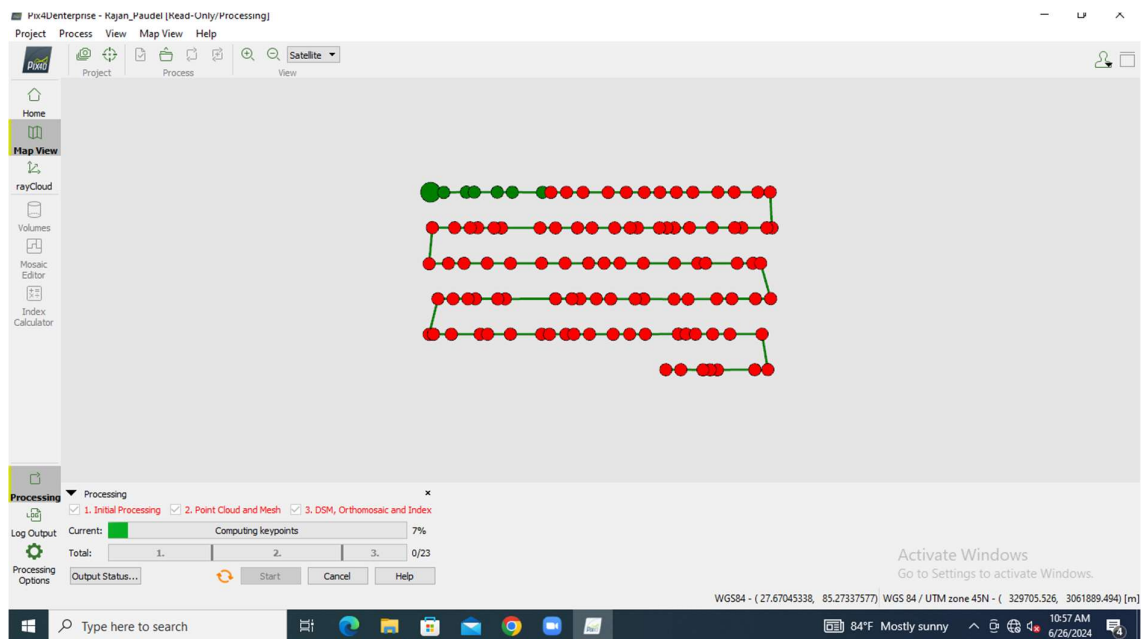 Pix4Denterprise - Rajan_Paudel [Read-Only/Processing]
Project Process View Map View Help
PIX4D
Satellite
Project Process View
Home
Map View
rayCloud
Volumes
Mosaic
Editor
Index
Calculator
Processing
Log Output
Processing
Options
Processing
1. Initial Processing 2. Point Cloud and Mesh 3. DSM, Orthomosaic and Index
Current: Computing keypoints 7%
Total: 1. 2. 3. 0/23
Output Status... Start Cancel Help
Activate Windows
Go to Settings to activate Windows.
WGS84 - ( 27.67045338, 85.27337577) WGS 84 / UTM zone 45N - ( 329705.526, 3061889.494) [m]
Type here to search
84°F Mostly sunny
10:57 AM
6/26/2024
4